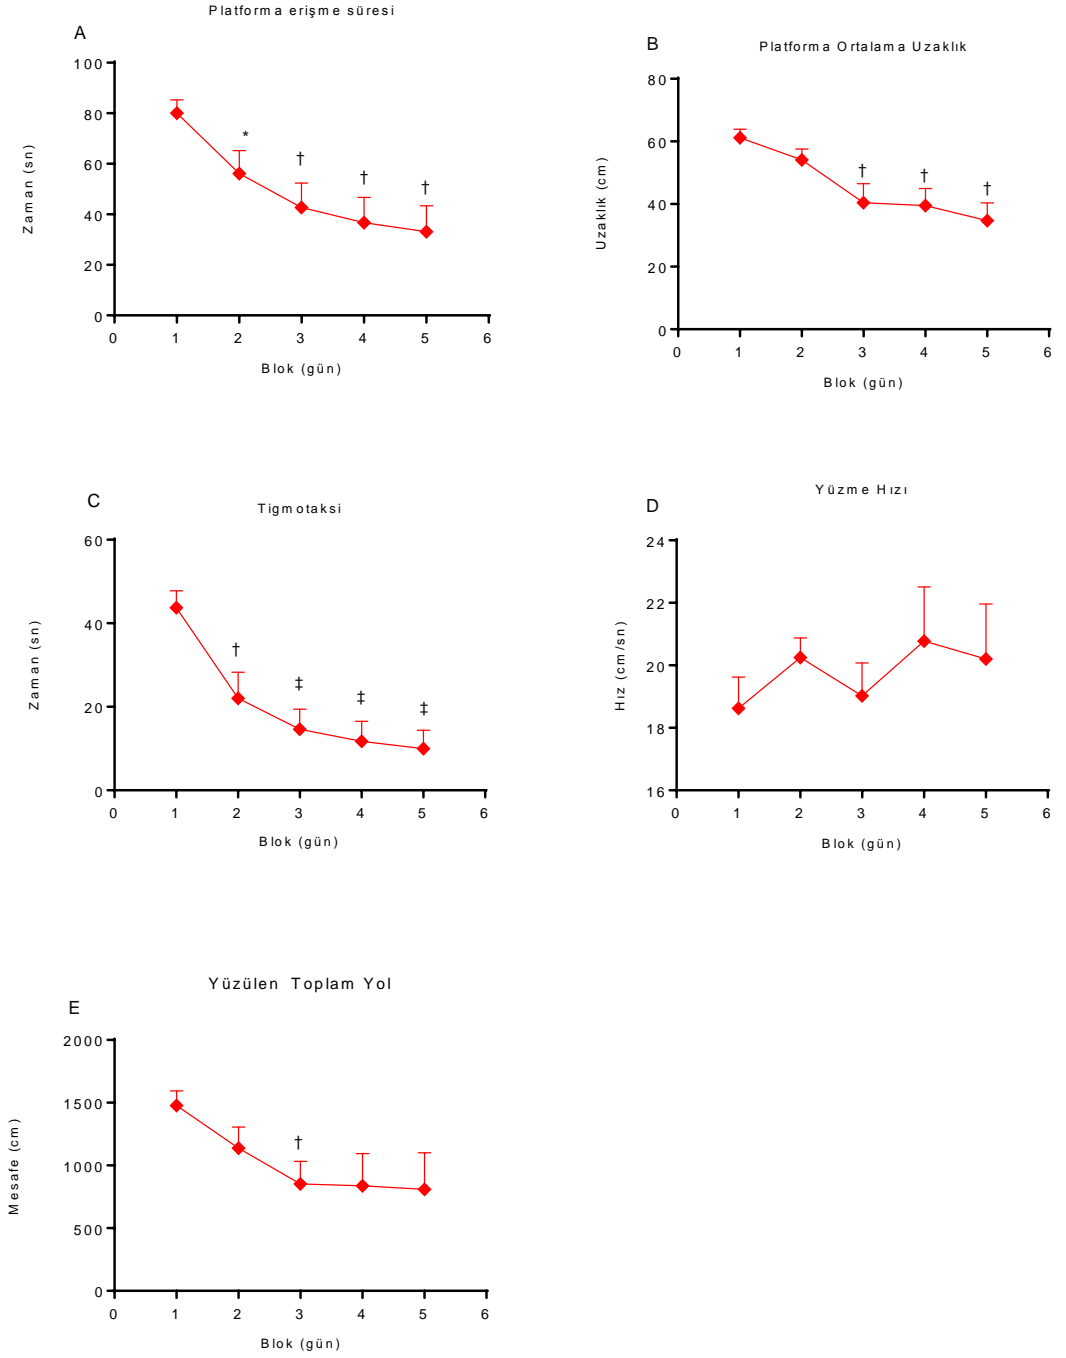 Platforma erişme süresi
A
100
80
60
40
20
0
Zaman (sn)
*
†
†
†
0 1 2 3 4 5 6
Blok (gün)
B
Platforma Ortalama Uzaklık
80
60
40
20
0
Uzaklık (cm)
†
†
†
0 1 2 3 4 5 6
Blok (gün)
C
Tigmotaksi
60
40
20
0
Zaman (sn)
†
‡
‡
‡
0 1 2 3 4 5 6
Blok (gün)
Yüzme Hızı
D
24
22
20
18
16
Hız (cm/sn)
0 1 2 3 4 5 6
Blok (gün)
Yüzülen Toplam Yol
E
2000
1500
1000
500
0
Mesafe (cm)
†
0 1 2 3 4 5 6
Blok (gün)